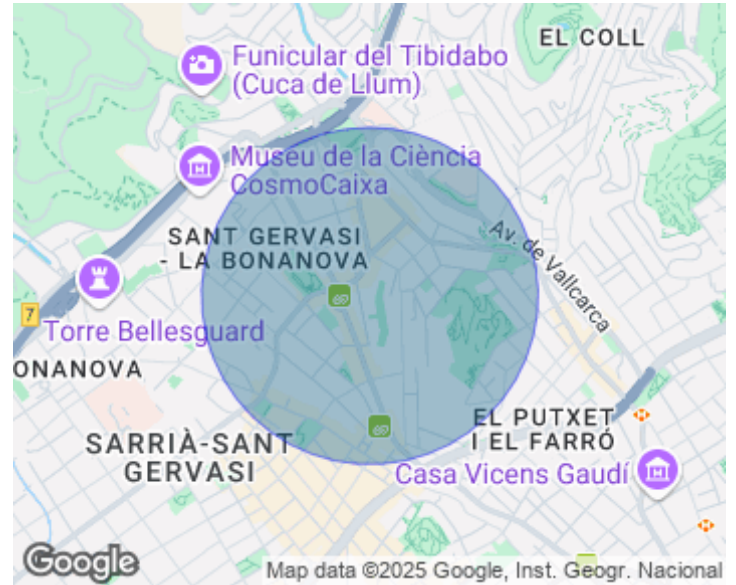 EL COLL
Funicular del Tibidabo
(Cuca de Llum)
Museu de la Ciència
CosmoCaixa
SANT GERVASI
- LA BONANOVA
Av. de Vallcarca
7
Torre Bellesguard
ONANOVA
EL PUTXET
I EL FARRÓ
SARRIÀ-SANT
GERVASI
Casa Vicens Gaudí
Google
Map data ©2025 Google, Inst. Geogr. Nacional